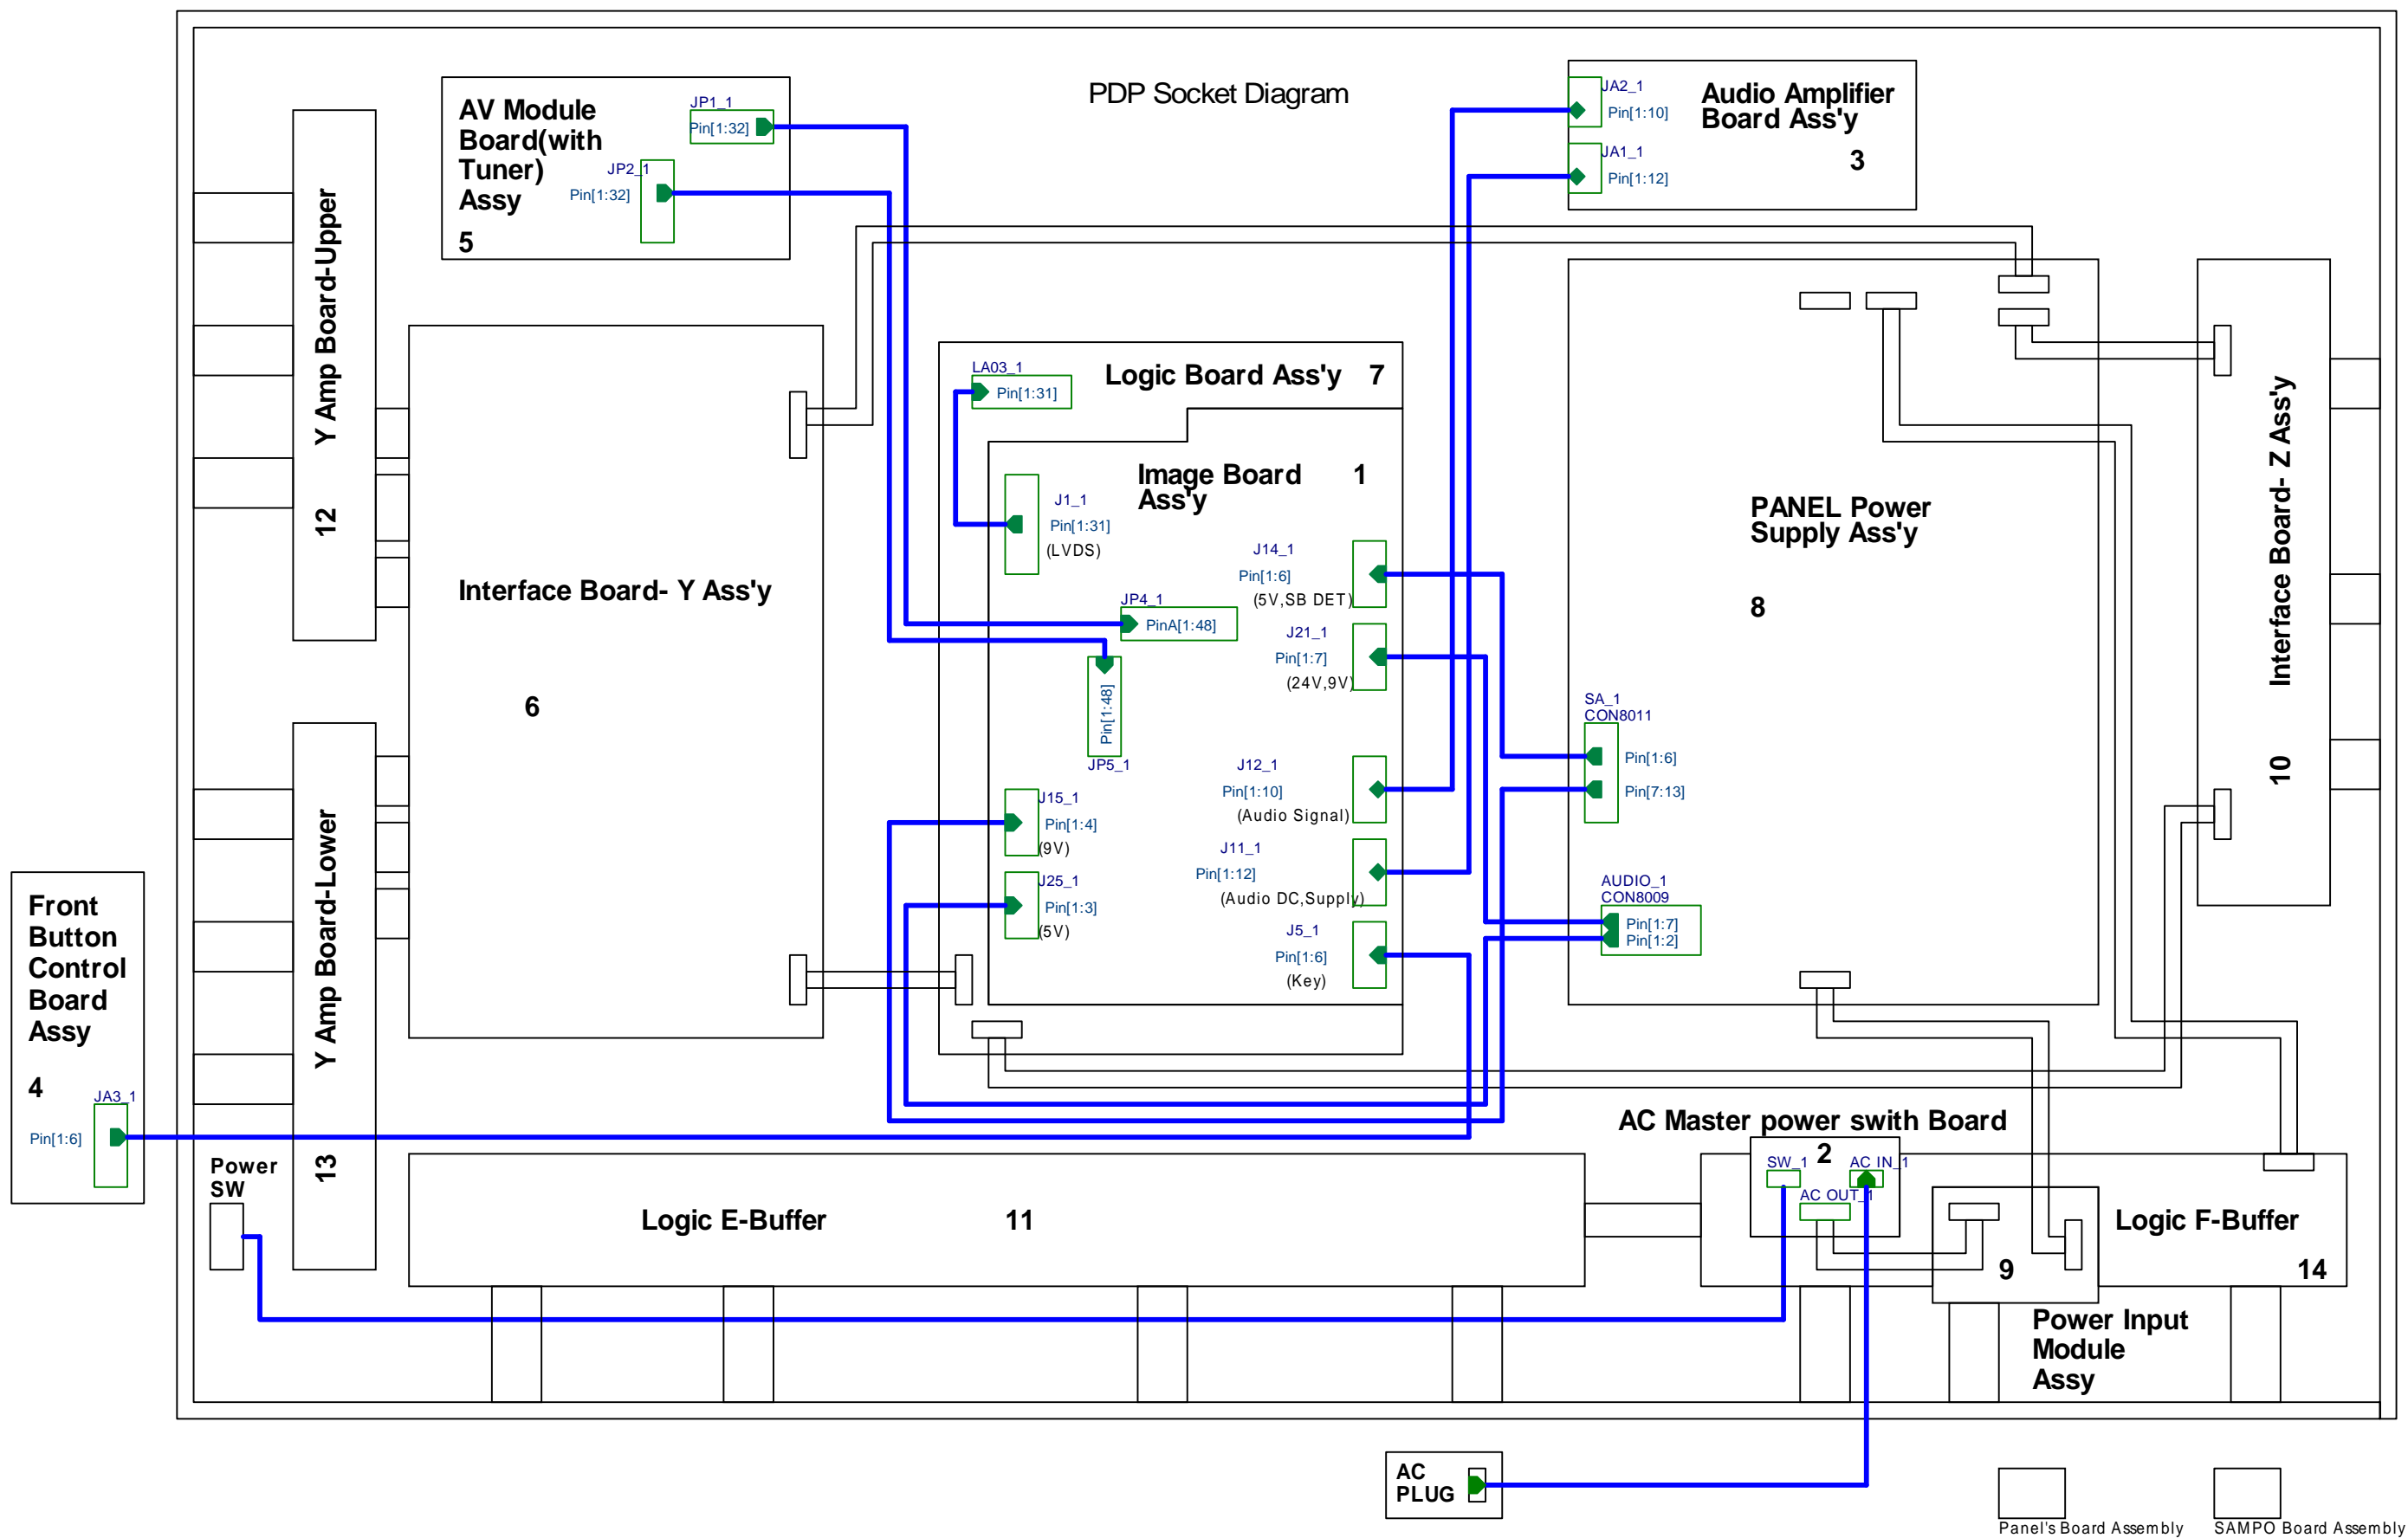 PDP Socket Diagram
AV Module
Board(with
Tuner)
Assy
5
JP1_1
Pin[1:32]
JP2_1
Pin[1:32]
JA2_1
Pin[1:10]
JA1_1
Pin[1:12]
Audio Amplifier
Board Ass'y
3
Y Amp Board-Upper
12
Interface Board- Y Ass'y
6
LA03_1
Pin[1:31]
Logic Board Ass'y 7
Image Board 1
Ass'y
J1_1
Pin[1:31]
(LVDS)
J14_1
Pin[1:6]
(5V,SB DET)
JP4_1
PinA[1:48]
J21_1
Pin[1:7]
(24V,9V)
Pin[1:48]
JP5_1
J12_1
Pin[1:10]
(Audio Signal)
J15_1
Pin[1:4]
(9V)
J11_1
Pin[1:12]
(Audio DC,Supply)
J25_1
Pin[1:3]
(5V)
J5_1
Pin[1:6]
(Key)
PANEL Power
Supply Ass'y
8
SA_1
CON8011
Pin[1:6]
Pin[7:13]
AUDIO_1
CON8009
Pin[1:7]
Pin[1:2]
Interface Board- Z Ass'y
10
Front
Button
Control
Board
Assy
4
JA3_1
Pin[1:6]
Y Amp Board-Lower
13
Power
SW
Logic E-Buffer 11
AC Master power swith Board
2
SW_1
AC IN_1
AC OUT_1
9
Logic F-Buffer
14
Power Input
Module
Assy
AC
PLUG
Panel's Board Assembly
SAMPO Board Assembly